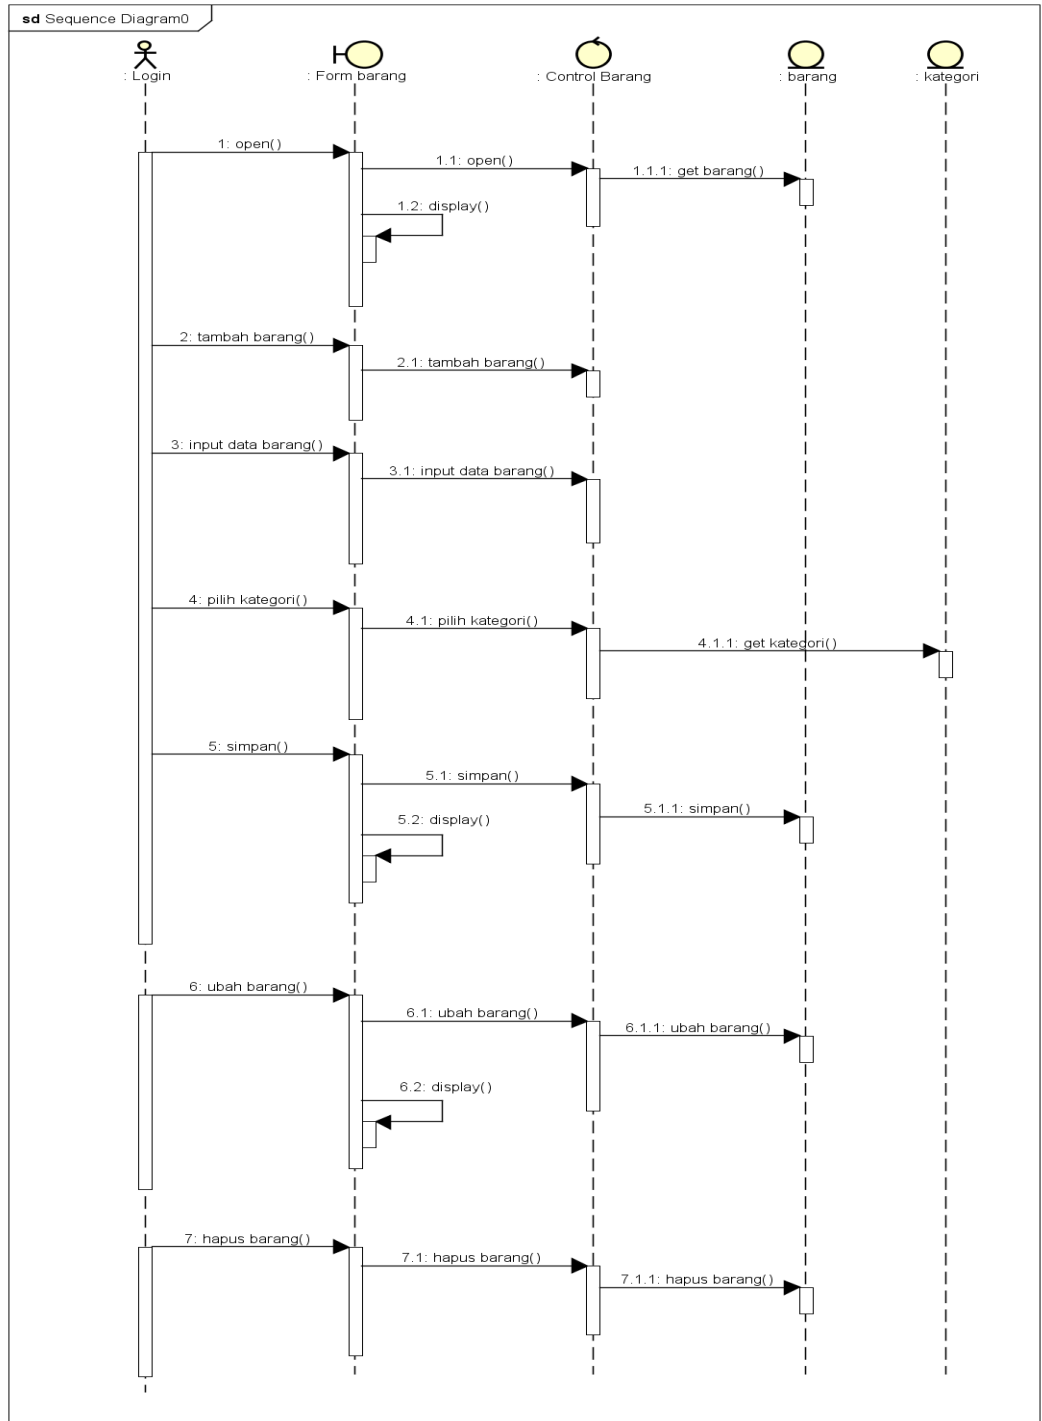 sd Sequence Diagram0
: Login
: Form barang
: Control Barang
: barang
: kategori
1: open()
1.1: open()
1.1.1: get barang()
1.2: display()
2: tambah barang()
2.1: tambah barang()
3: input data barang()
3.1: input data barang()
4: pilih kategori()
4.1: pilih kategori()
4.1.1: get kategori()
5: simpan()
5.1: simpan()
5.1.1: simpan()
5.2: display()
6: ubah barang()
6.1: ubah barang()
6.1.1: ubah barang()
6.2: display()
7: hapus barang()
7.1: hapus barang()
7.1.1: hapus barang()